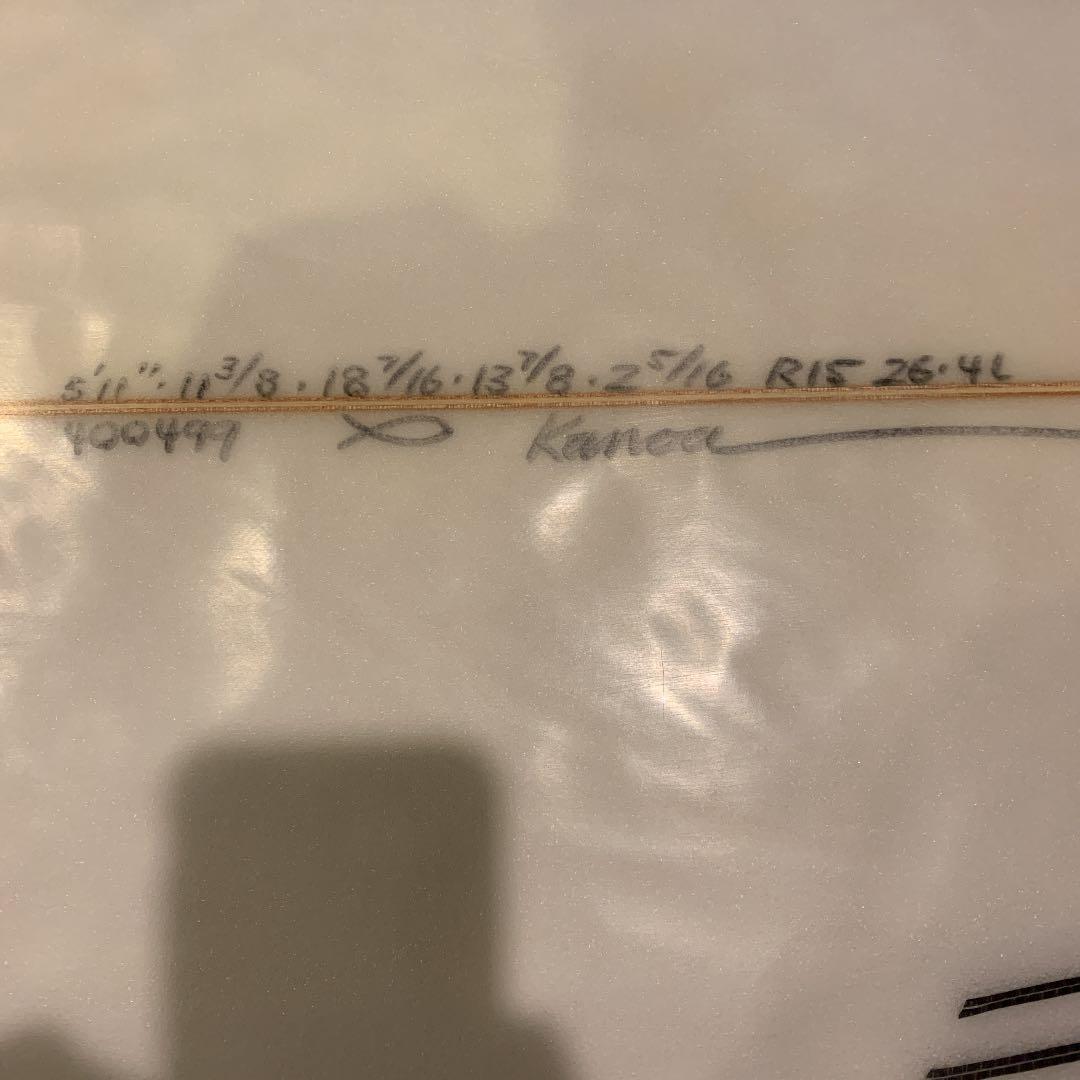 5'11" · 11 3/8 · 18 7/16 · 13 7/8 · 2 5/16 R15 26.4L
400499 Kanoa